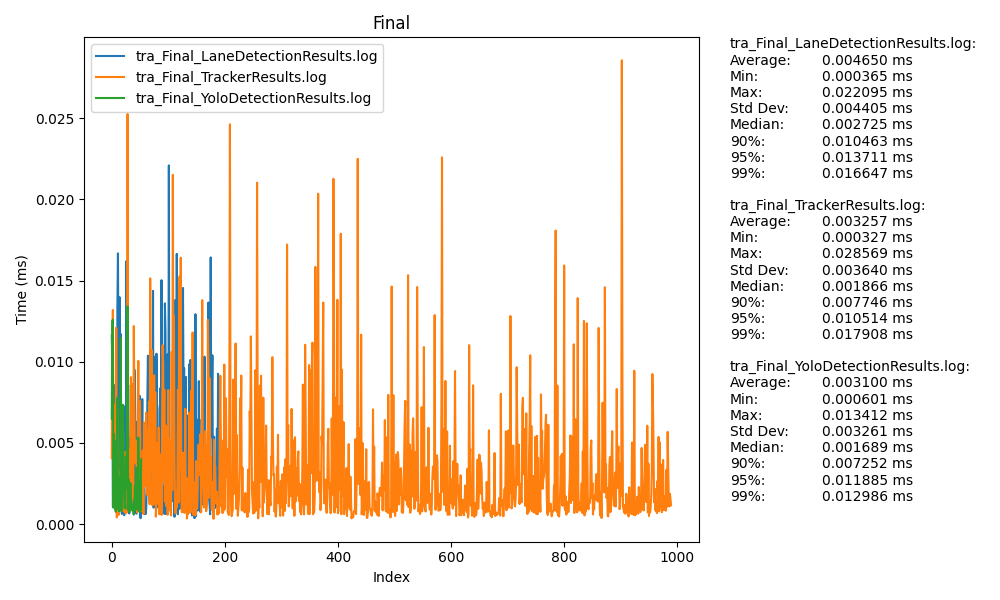 Final
tra_Final_LaneDetectionResults.log
tra_Final_TrackerResults.log
tra_Final_YoloDetectionResults.log
0.025
0.020
0.015
0.010
0.005
0.000
Time (ms)
0 200 400 600 800 1000
Index
tra_Final_LaneDetectionResults.log:
Average: 0.004650 ms
Min: 0.000365 ms
Max: 0.022095 ms
Std Dev: 0.004405 ms
Median: 0.002725 ms
90%: 0.010463 ms
95%: 0.013711 ms
99%: 0.016647 ms
tra_Final_TrackerResults.log:
Average: 0.003257 ms
Min: 0.000327 ms
Max: 0.028569 ms
Std Dev: 0.003640 ms
Median: 0.001866 ms
90%: 0.007746 ms
95%: 0.010514 ms
99%: 0.017908 ms
tra_Final_YoloDetectionResults.log:
Average: 0.003100 ms
Min: 0.000601 ms
Max: 0.013412 ms
Std Dev: 0.003261 ms
Median: 0.001689 ms
90%: 0.007252 ms
95%: 0.011885 ms
99%: 0.012986 ms